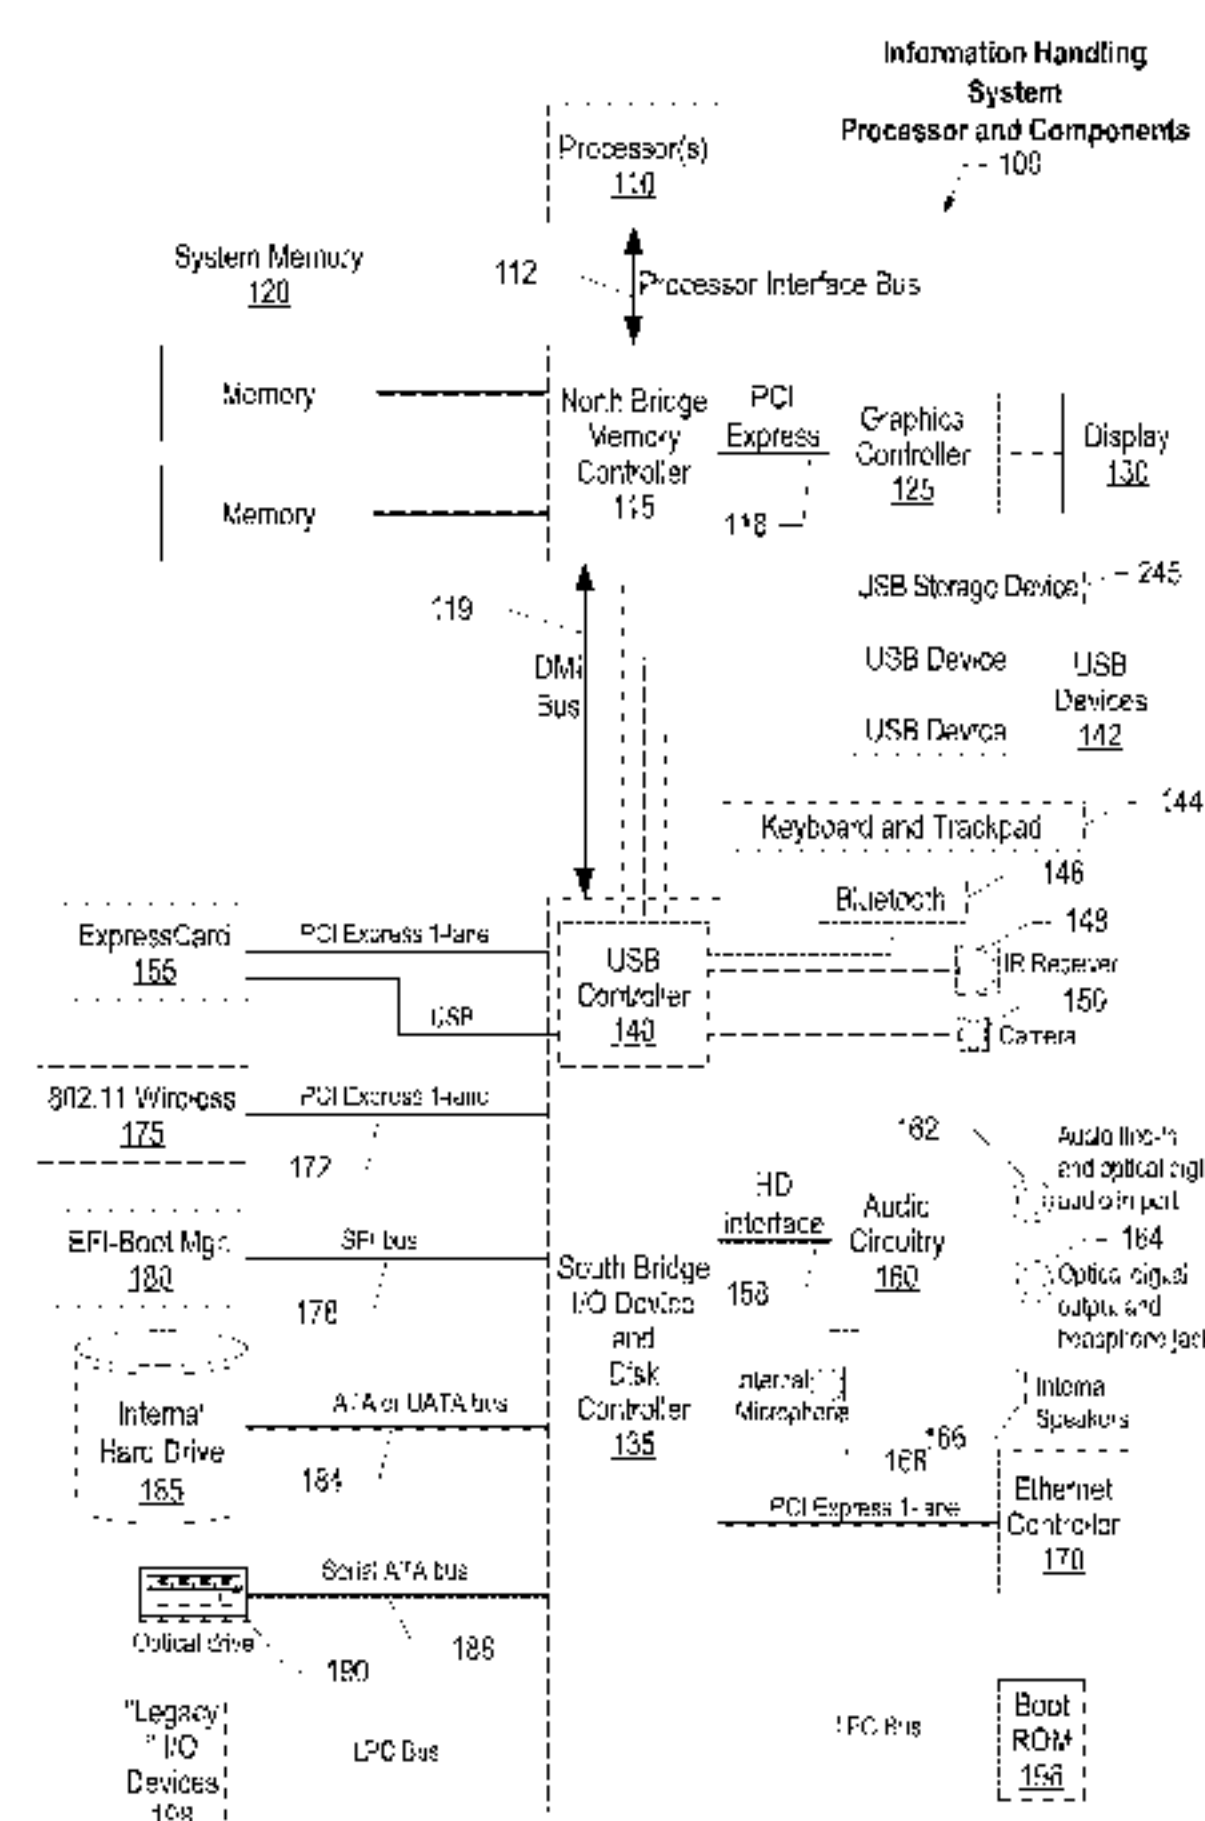 Information Handling
System
Processor and Components
100
Processor(s)
110
System Memory
120
112
Processor Interface Bus
Memory
Memory
North Bridge
Memory
Controller
115
PCI
Express
118
Graphics
Controller
125
Display
130
USB Storage Device
245
119
DMI
Bus
USB Device
USB Device
USB
Devices
142
Keyboard and Trackpad
144
Bluetooth
146
148
IR Receiver
150
Camera
ExpressCard
155
PCI Express 1-lane
USB
USB
Controller
140
802.11 Wireless
175
PCI Express 1-lane
172
162
Audio line-in
and optical digit
audio in port
HD
interface
158
Audio
Circuitry
160
164
Optical digital
output and
headphone jack
EFI-Boot Mgr.
180
SPI bus
178
South Bridge
I/O Device
and
Disk
Controller
135
Internal
Microphone
168
166
Internal
Speakers
Internal
Hard Drive
185
ATA or UATA bus
184
PCI Express 1-lane
Ethernet
Controller
170
Serial ATA bus
Optical drive
190
188
"Legacy
" I/O
Devices
198
LPC Bus
LPC Bus
Boot
ROM
196